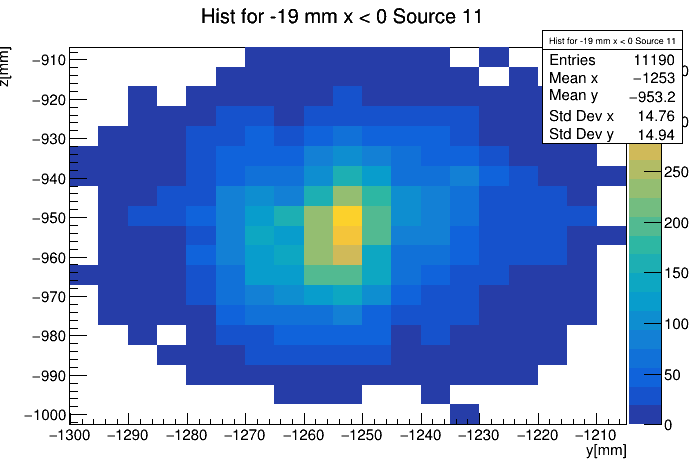 Hist for -19 mm x < 0 Source 11
Hist for -19 mm x < 0 Source 11
Entries 11190
Mean x −1253
Mean y −953.2
Std Dev x 14.76
Std Dev y 14.94
z[mm]
−910
−920
−930
−940
−950
−960
−970
−980
−990
−1000
0
0
250
200
150
100
50
0
−1300 −1290 −1280 −1270 −1260 −1250 −1240 −1230 −1220 −1210
y[mm]